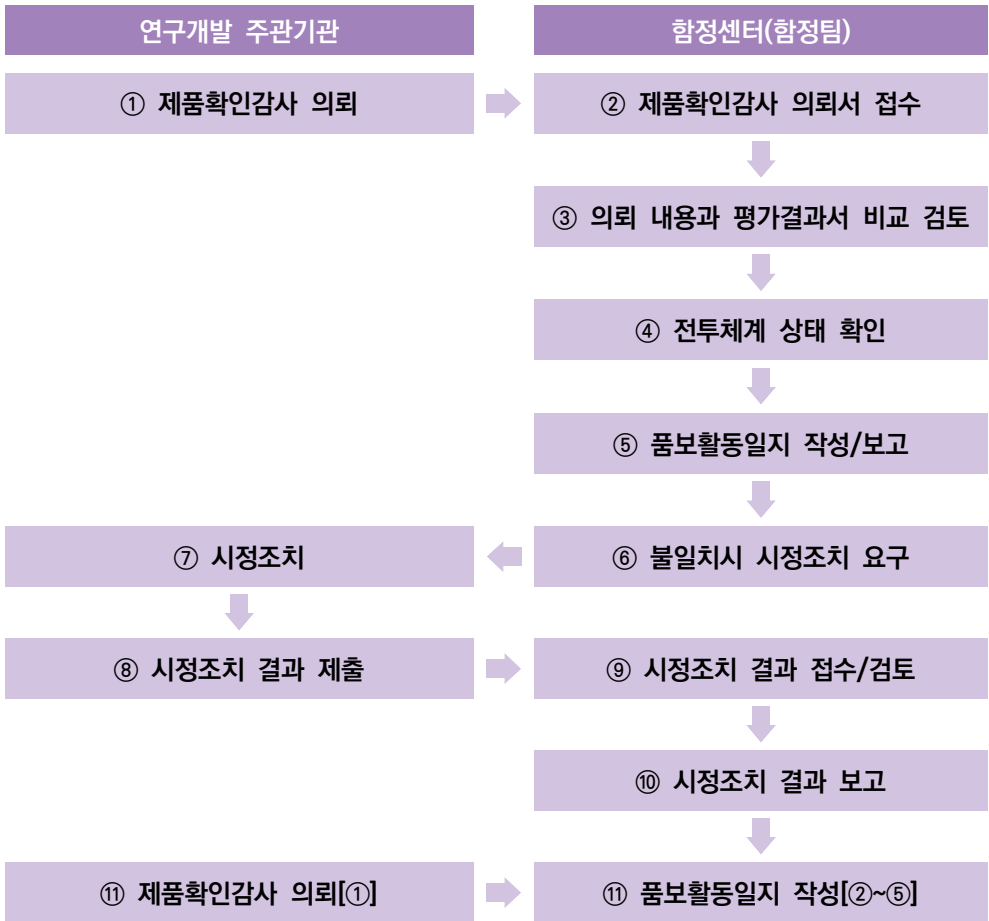 연구개발 주관기관
함정센터(함정팀)
① 제품확인감사 의뢰
② 제품확인감사 의뢰서 접수
③ 의뢰 내용과 평가결과서 비교 검토
④ 전투체계 상태 확인
⑤ 품보활동일지 작성/보고
⑦ 시정조치
⑥ 불일치시 시정조치 요구
⑧ 시정조치 결과 제출
⑨ 시정조치 결과 접수/검토
⑩ 시정조치 결과 보고
⑪ 제품확인감사 의뢰[①]
⑪ 품보활동일지 작성[②~⑤]